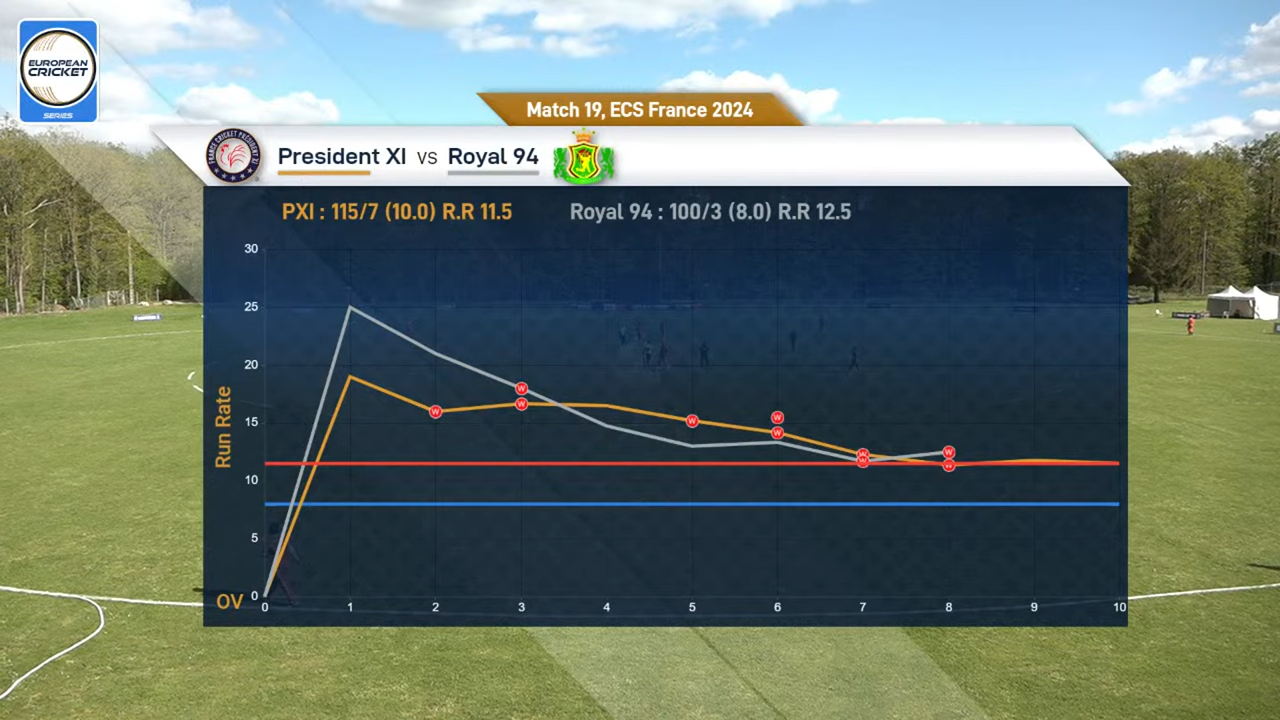 EUROPEAN
CRICKET
SERIES
Match 19, ECS France 2024
President XI vs Royal 94
PXI : 115/7 (10.0) R.R 11.5
Royal 94 : 100/3 (8.0) R.R 12.5
30
25
20
15
10
5
0
Run Rate
OV
0 1 2 3 4 5 6 7 8 9 10
W
W
W
W
W
W
W
W
W
W